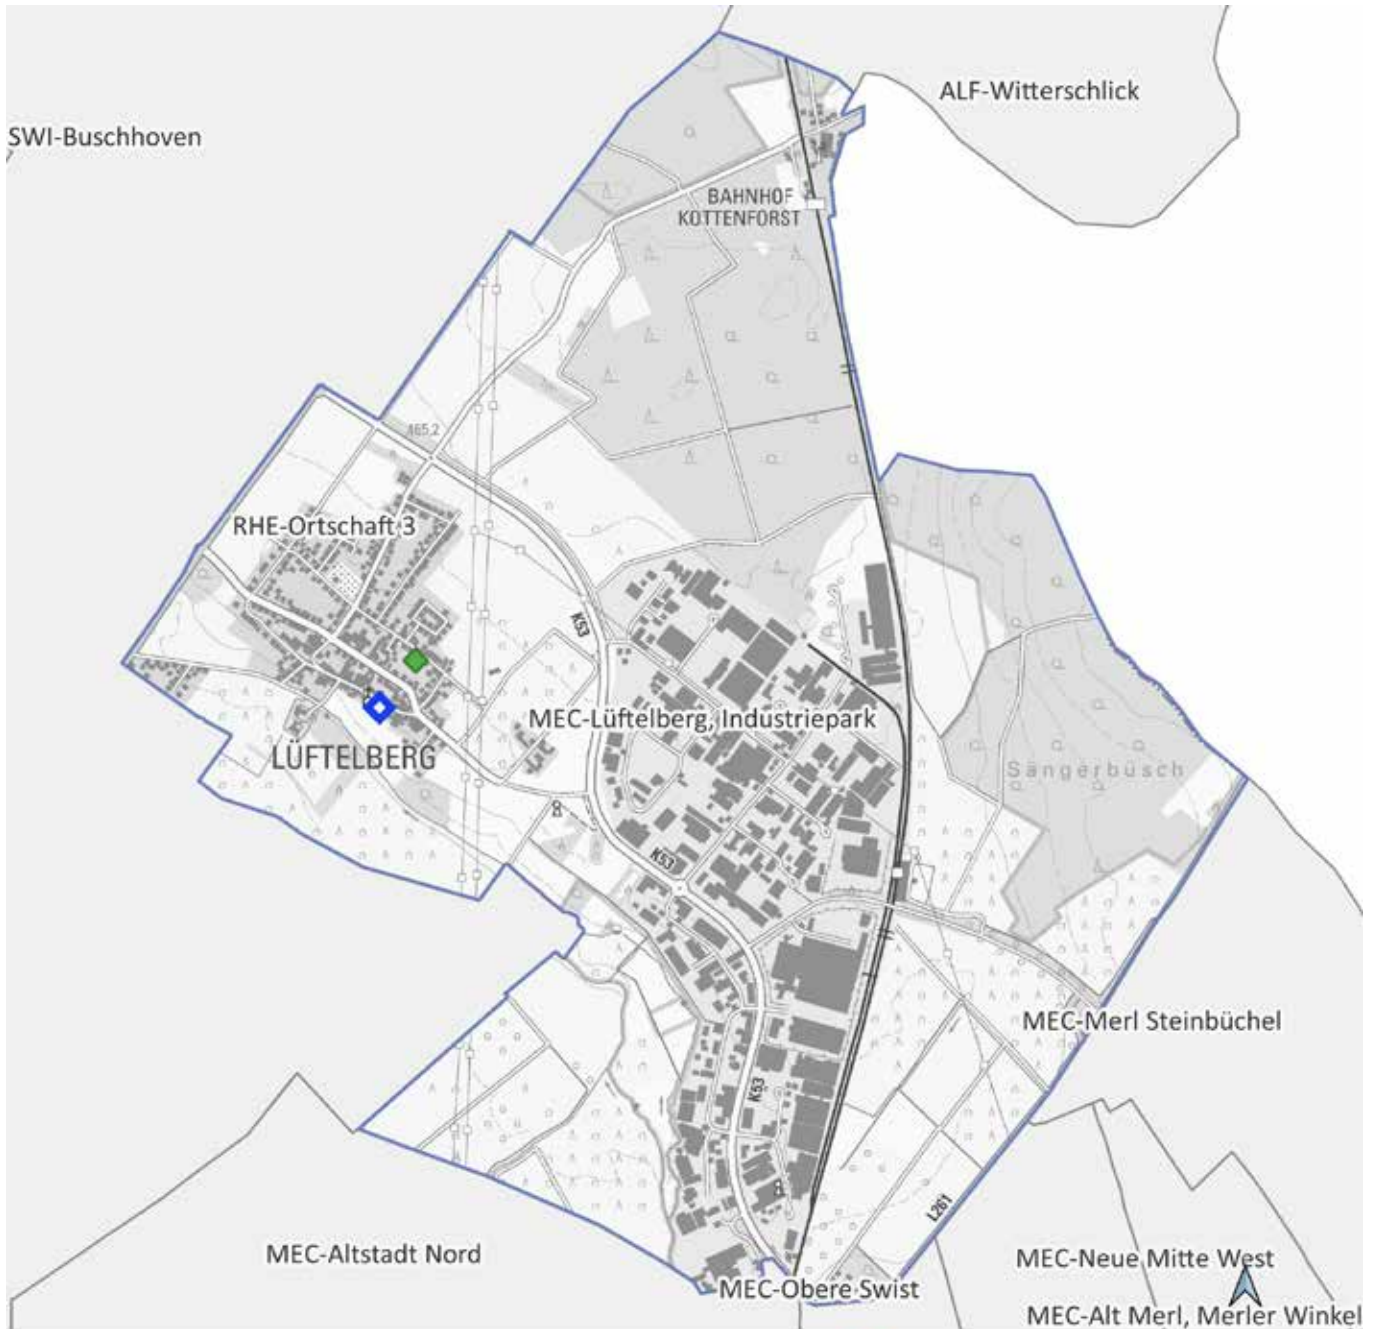 ALF-Witterschlick
SWI-Buschhoven
BAHNHOF
KOTTENFORST
165,2
RHE-Ortschaft 3
K53
MEC-Lüftelberg, Industriepark
LÜFTELBERG
Sängerbüsch
K53
MEC-Merl Steinbüchel
K53
L261
MEC-Altstadt Nord
MEC-Neue Mitte West
MEC-Obere Swist
MEC-Alt Merl, Merler Winkel